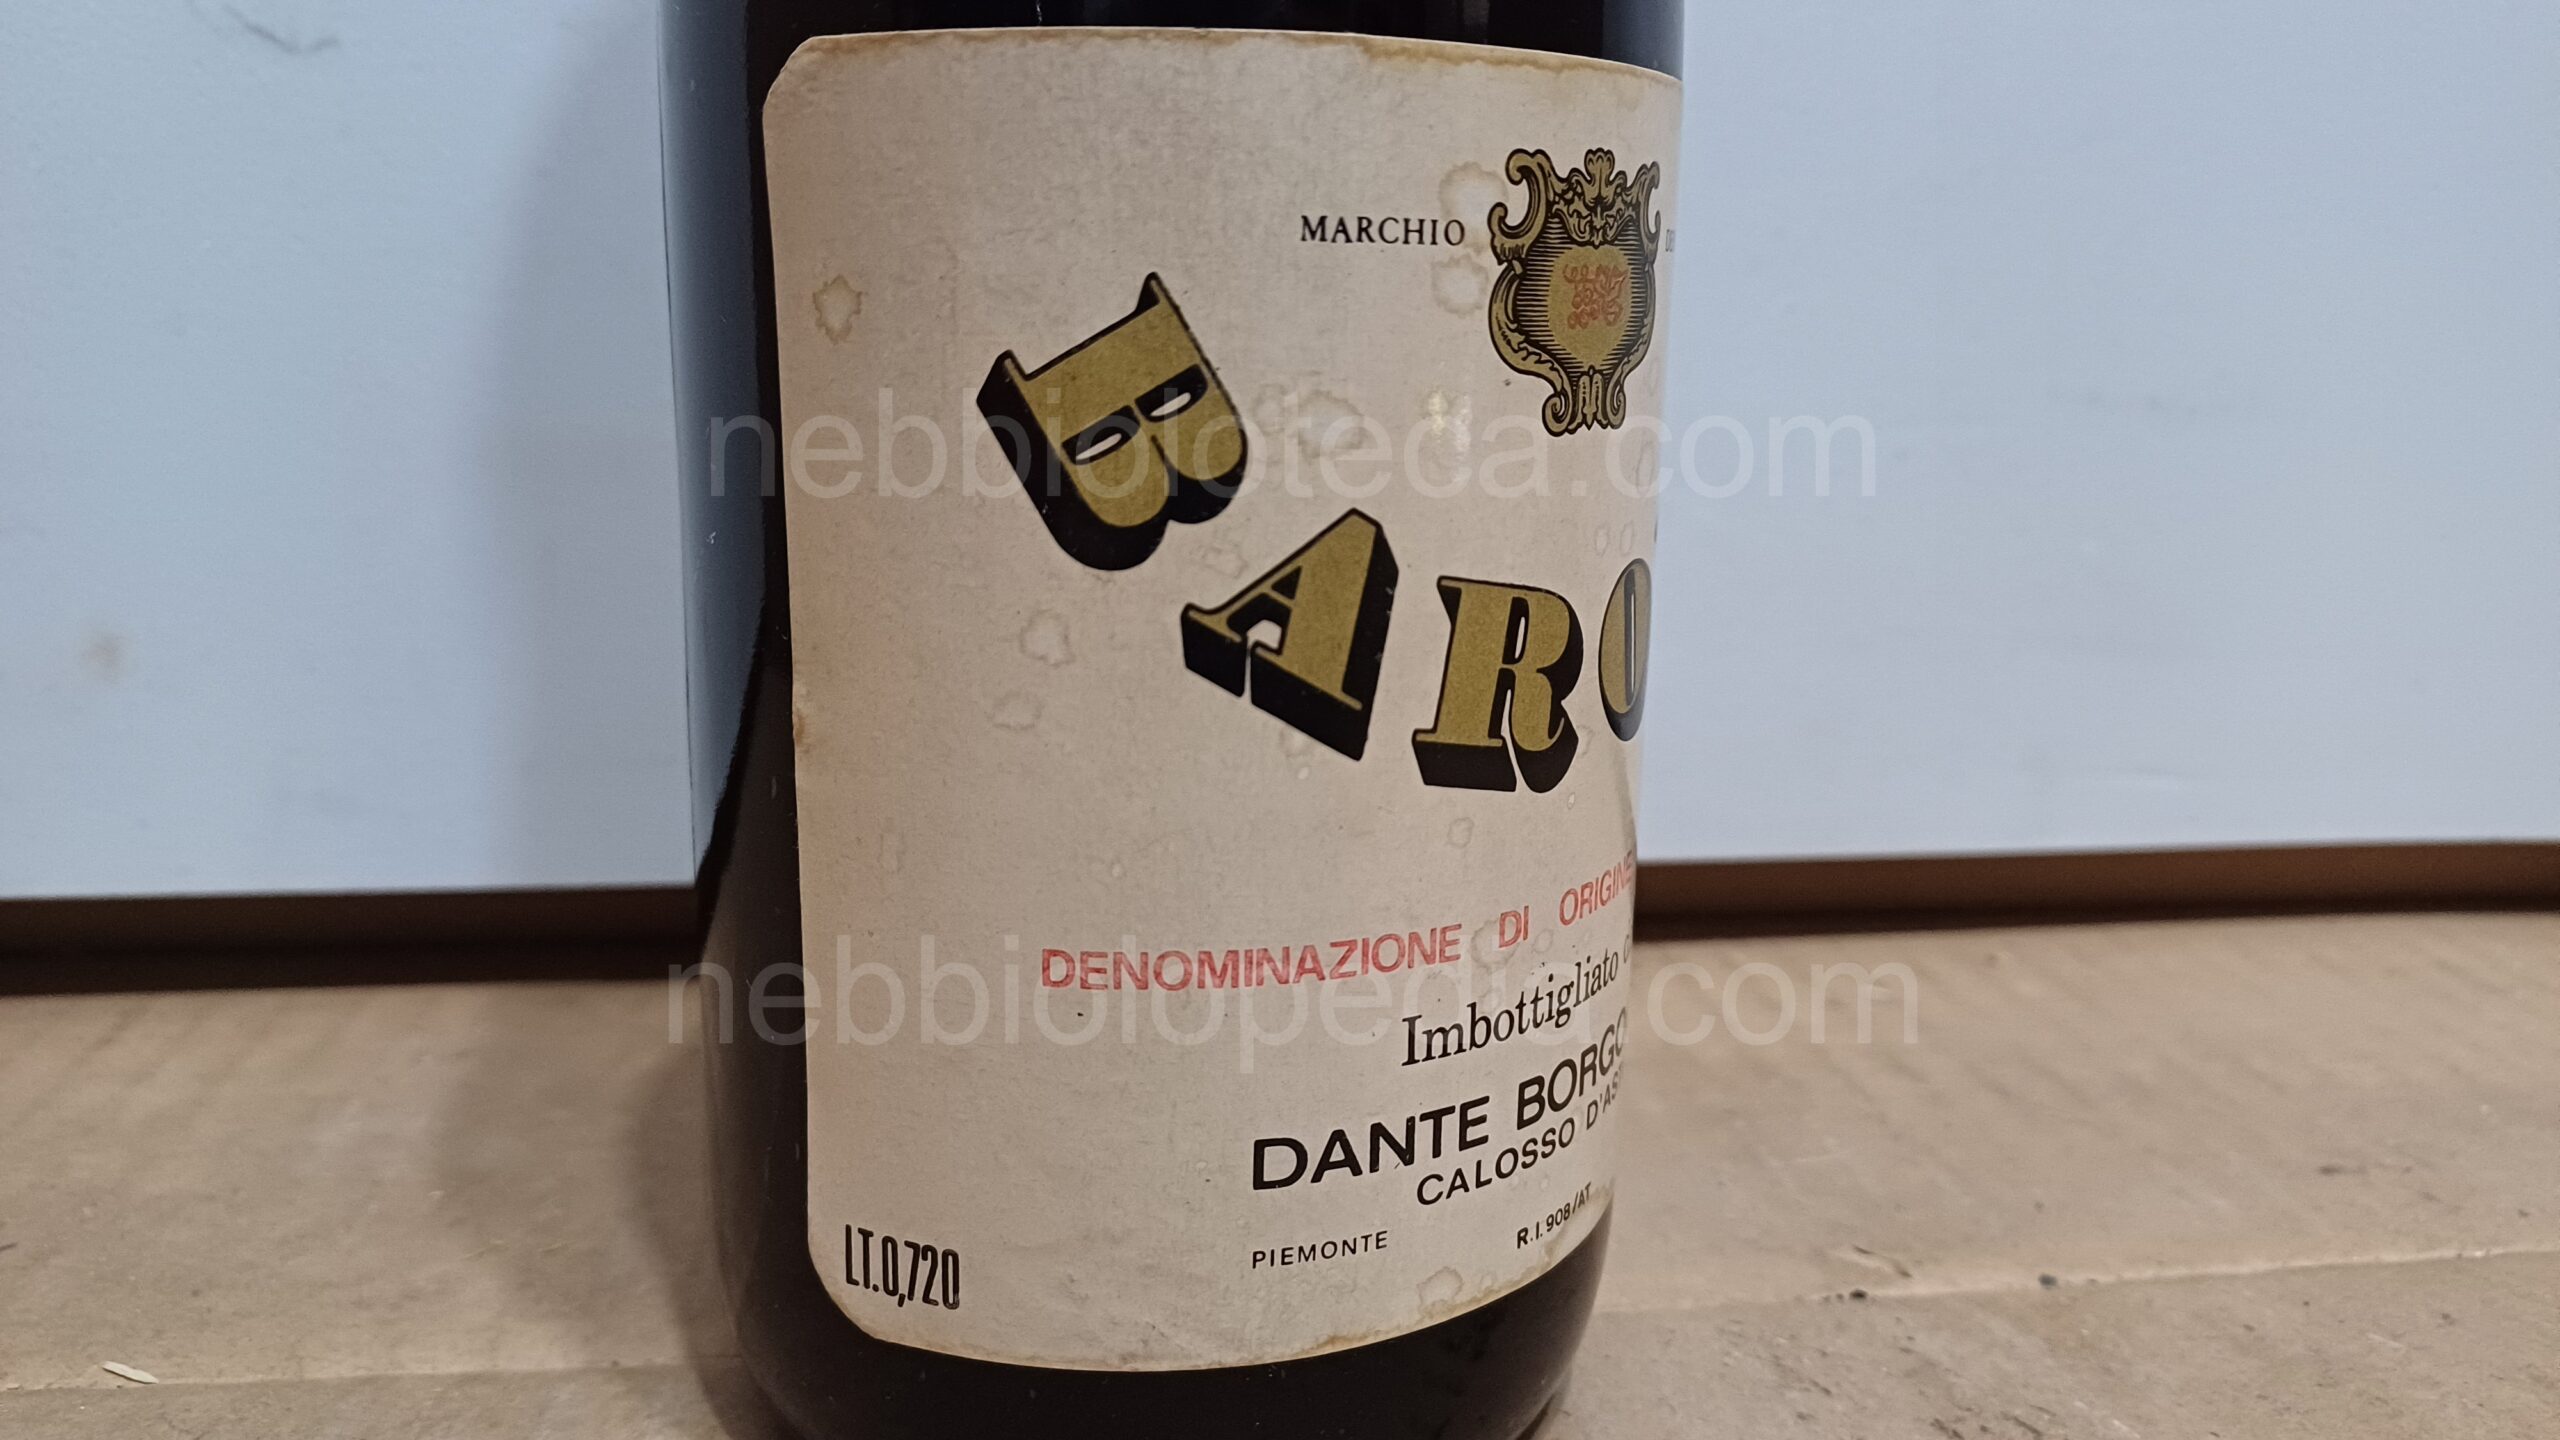 MARCHIO
BARO
nebbioloteca.com
DENOMINAZIONE DI ORIGINE
Imbottigliato
nebbiolopedia.com
DANTE BORGO
CALOSSO D'AS
PIEMONTE R.I. 908/AT
LT.0,720